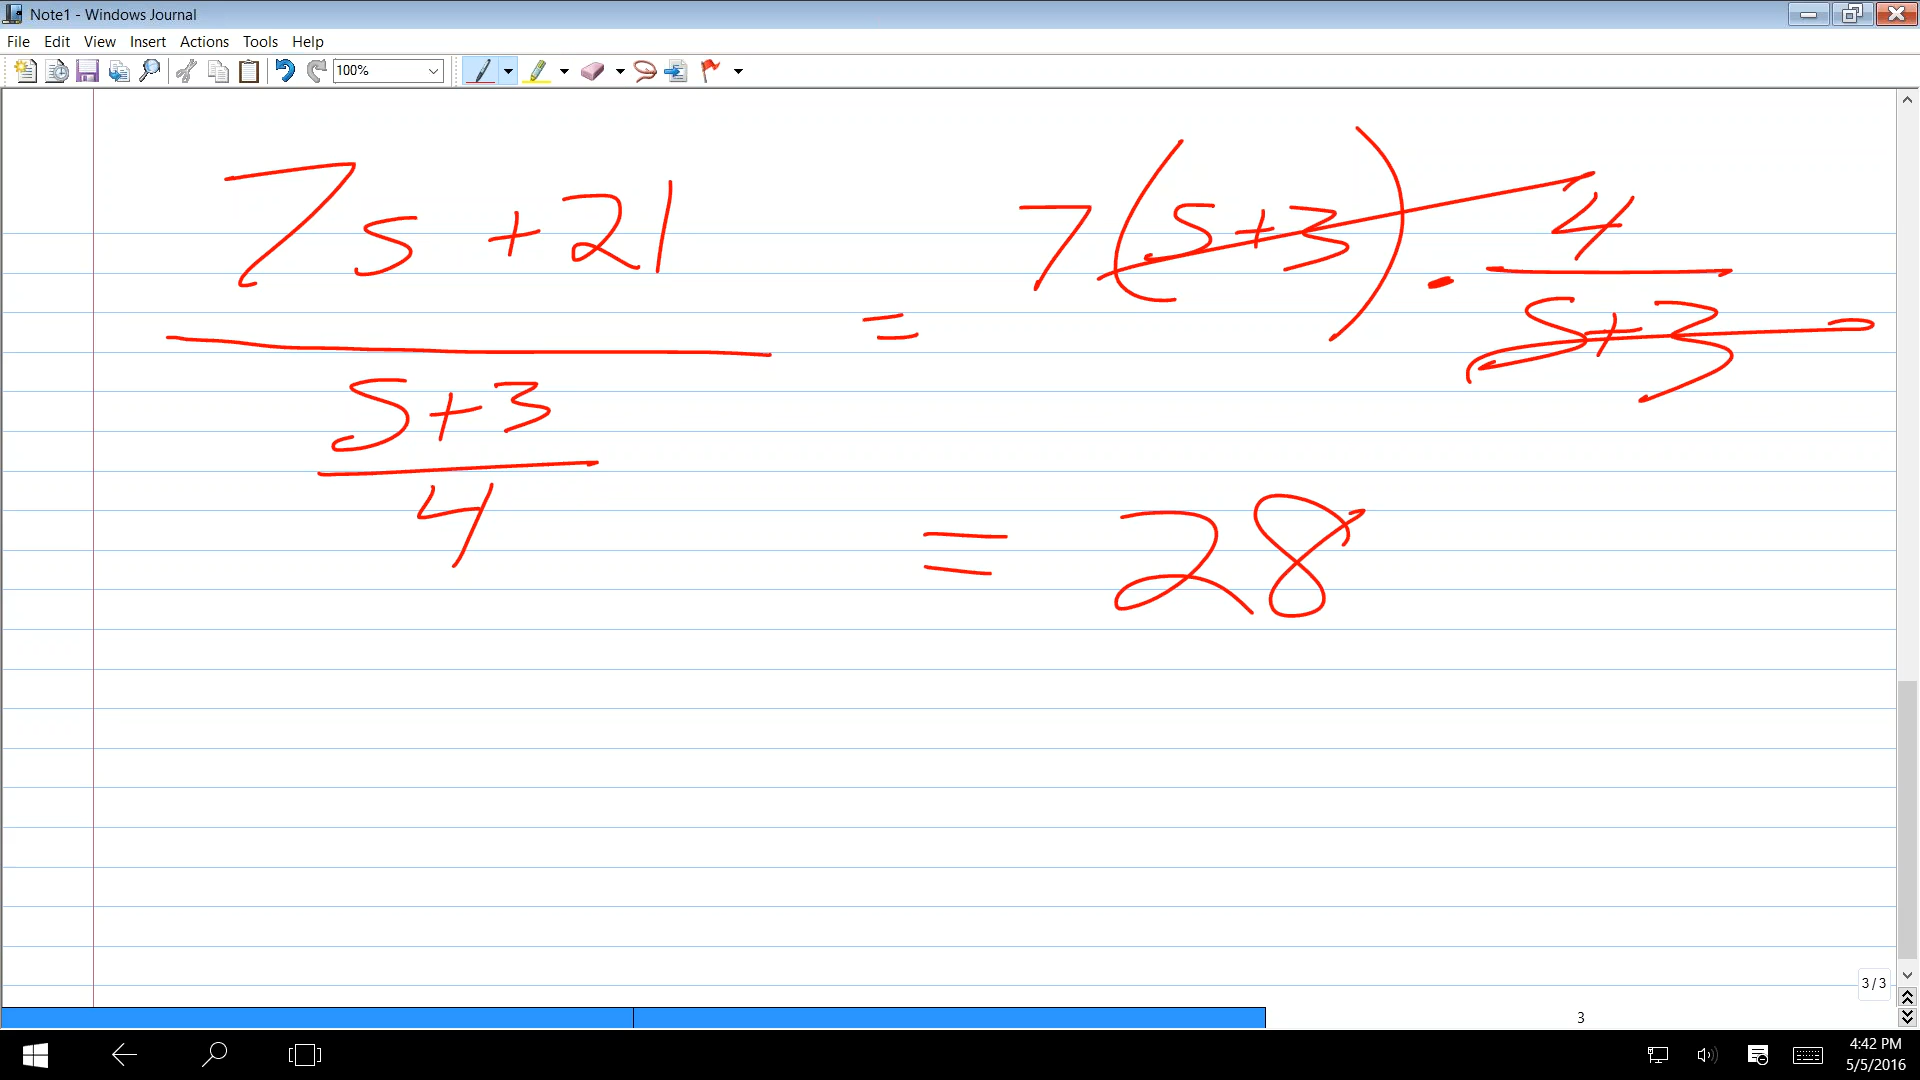 Note1 - Windows Journal
File Edit View Insert Actions Tools Help
100%
7s + 21
s + 3
4
= 7(s+3) · 4
s+3
= 28
3 / 3
3
4:42 PM
5/5/2016